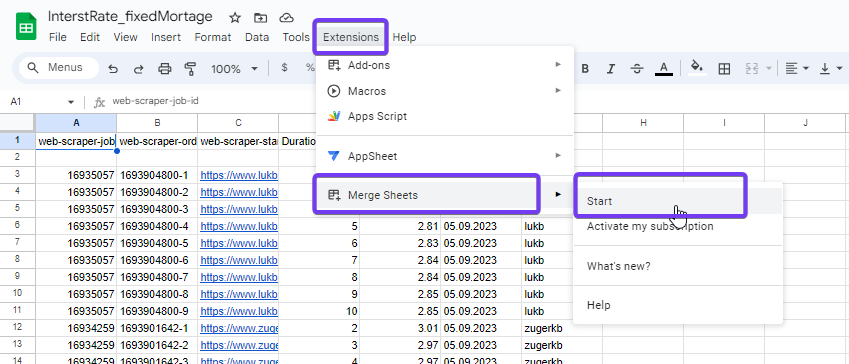 InterstRate_fixedMortage
File Edit View Insert Format Data Tools Extensions Help
Menus 100% $ % B I S A
Add-ons
Macros
Apps Script
AppSheet
Merge Sheets
Start
Activate my subscription
What's new?
Help
A1 fx web-scraper-job-id
A B C H I J
1 web-scraper-job web-scraper-ord web-scraper-sta Duratio
2
3 16935057 1693904800-1 https://www.lukb
4 16935057 1693904800-2 https://www.lukb
5 16935057 1693904800-3 https://www.lukb
6 16935057 1693904800-4 https://www.lukb 5 2.81 05.09.2023 lukb
7 16935057 1693904800-5 https://www.lukb 6 2.83 05.09.2023 lukb
8 16935057 1693904800-6 https://www.lukb 7 2.84 05.09.2023 lukb
9 16935057 1693904800-7 https://www.lukb 8 2.84 05.09.2023 lukb
10 16935057 1693904800-8 https://www.lukb 9 2.85 05.09.2023 lukb
11 16935057 1693904800-9 https://www.lukb 10 2.85 05.09.2023 lukb
12 16934259 1693901642-1 https://www.zuge 2 3.01 05.09.2023 zugerkb
13 16934259 1693901642-2 https://www.zuge 3 2.97 05.09.2023 zugerkb
14 16934259 1693901642-3 https://www.zuge 4 2.97 05.09.2023 zugerkb